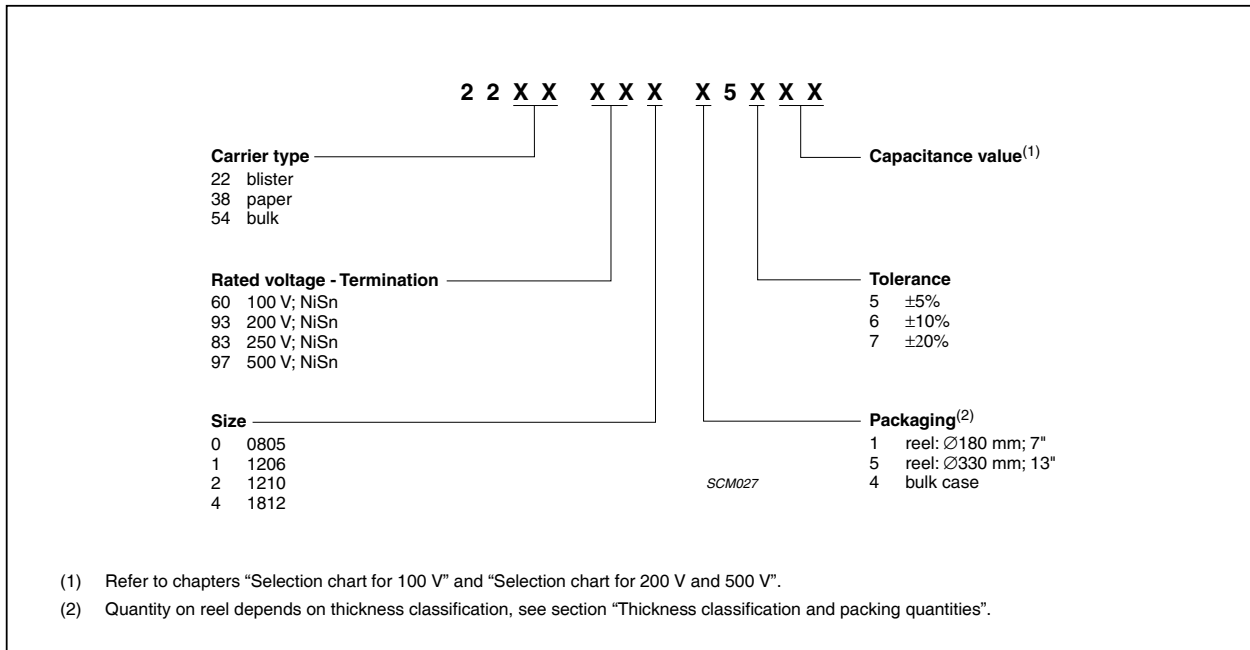 2 2 X X X X X X 5 X X X
Carrier type
22 blister
38 paper
54 bulk
Capacitance value(1)
Rated voltage - Termination
60 100 V; NiSn
93 200 V; NiSn
83 250 V; NiSn
97 500 V; NiSn
Tolerance
5 ±5%
6 ±10%
7 ±20%
Size
0 0805
1 1206
2 1210
4 1812
Packaging(2)
1 reel: Ø180 mm; 7"
5 reel: Ø330 mm; 13"
4 bulk case
SCM027
(1) Refer to chapters “Selection chart for 100 V” and “Selection chart for 200 V and 500 V”.
(2) Quantity on reel depends on thickness classification, see section “Thickness classification and packing quantities”.